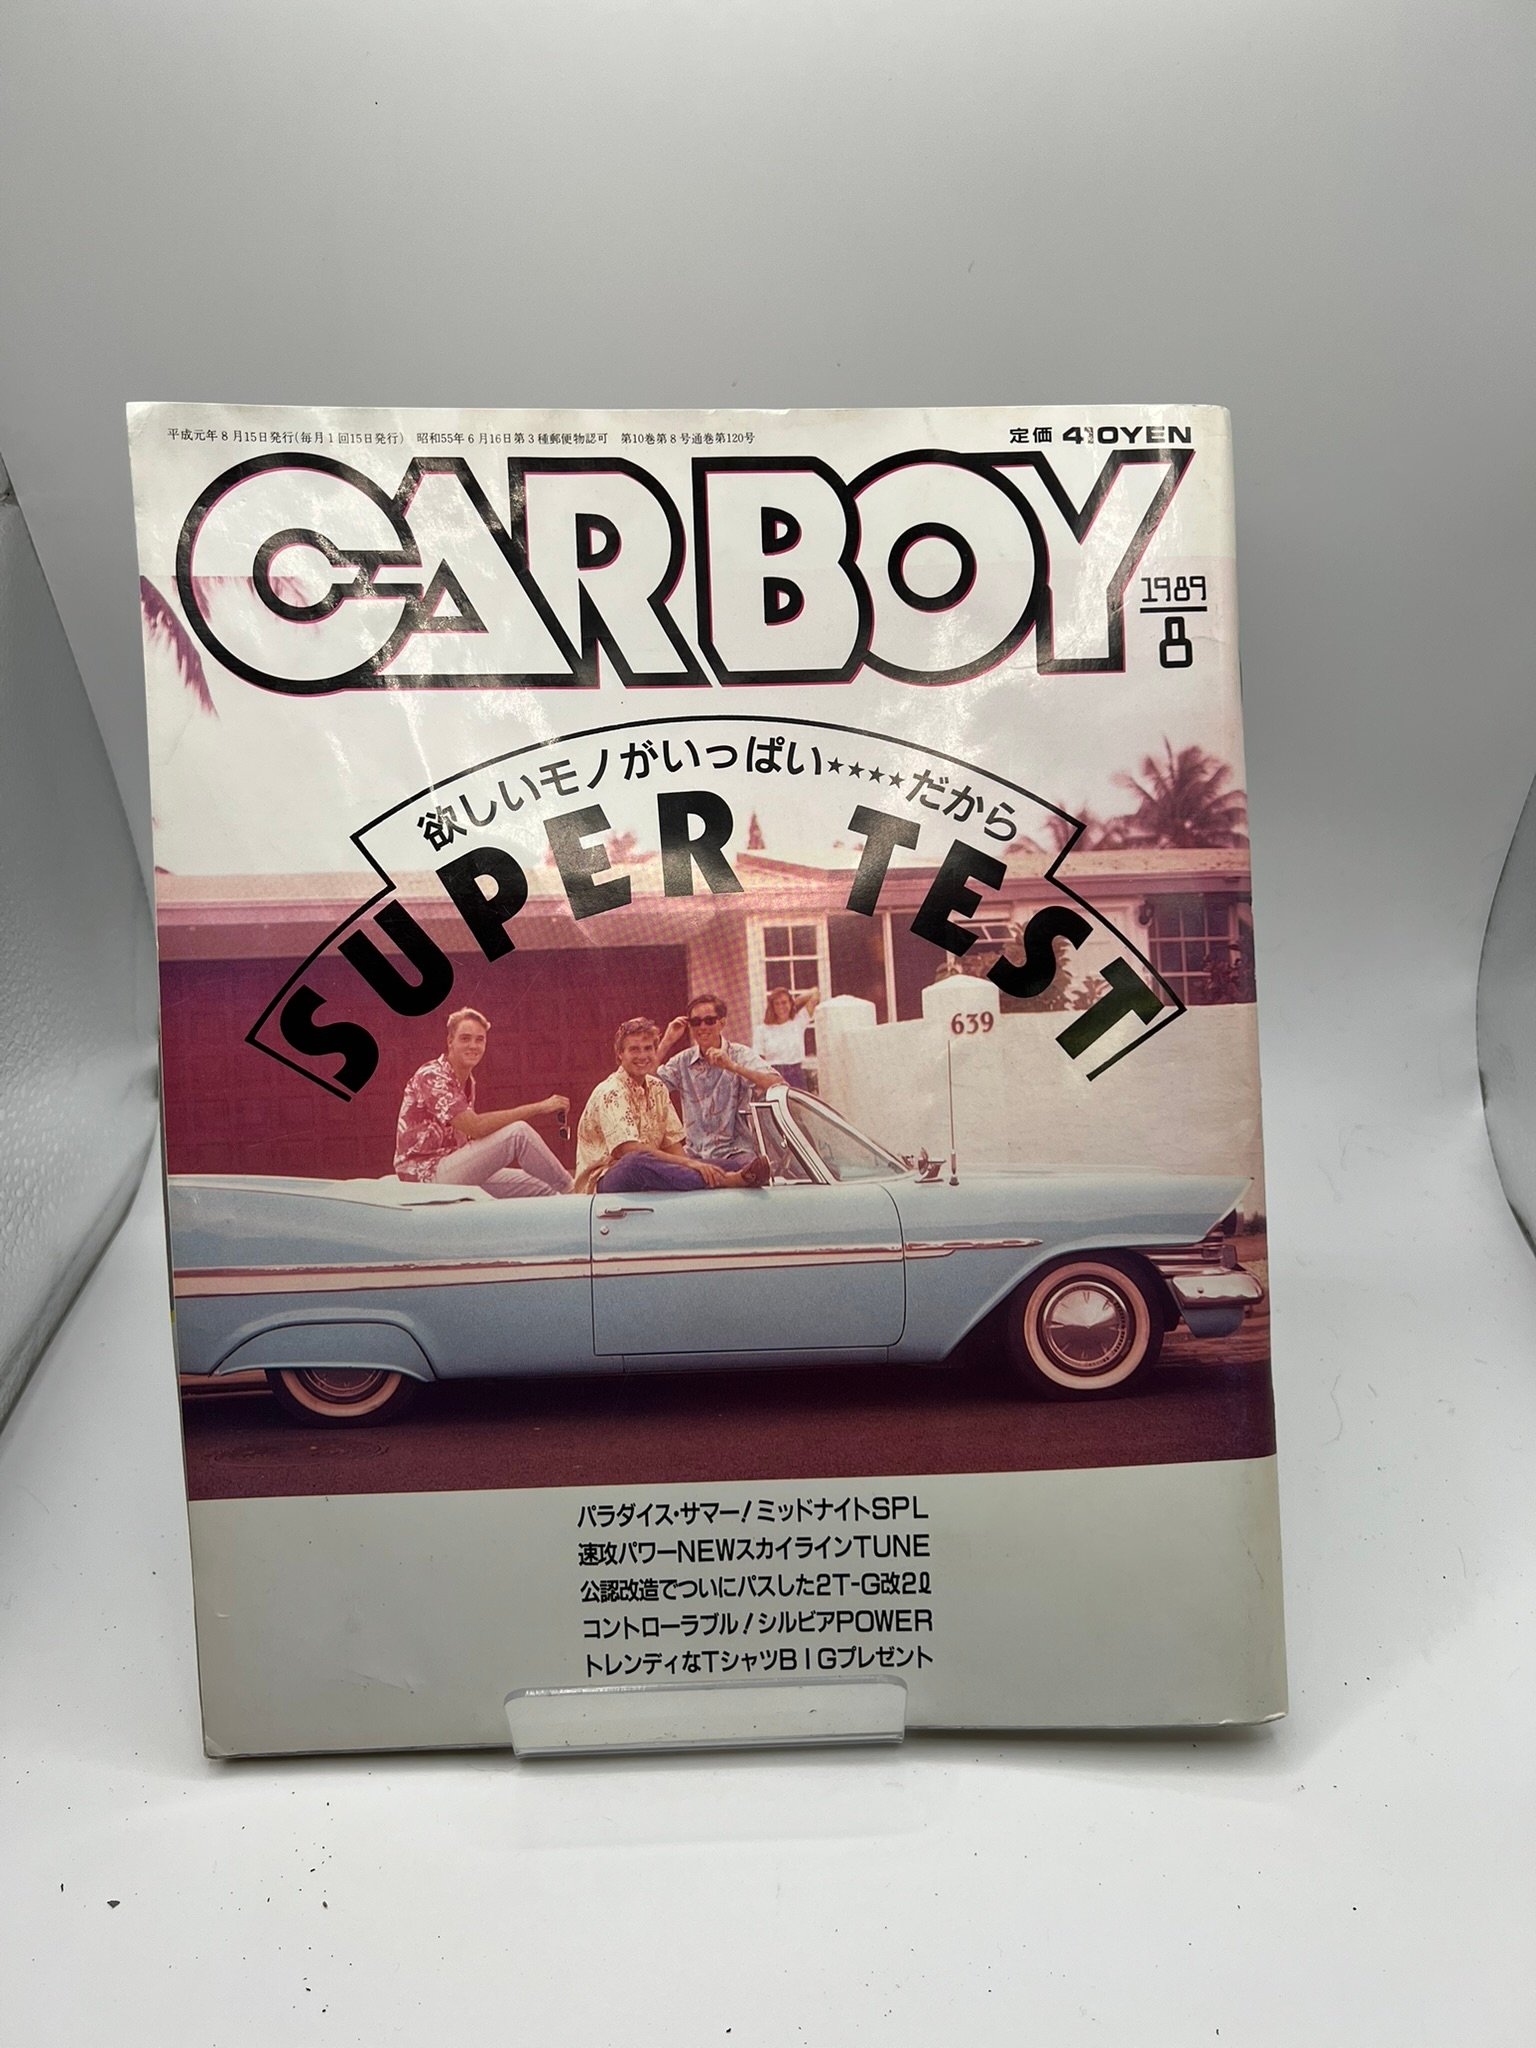 平成元年8月15日発行(毎月1回15日発行) 昭和55年6月16日第3種郵便物認可 第10巻第8号通巻第120号
定価 410YEN
CARBOY
1989
8
欲しいモノがいっぱい★★★★だから
SUPER TEST
639
パラダイス・サマー!ミッドナイトSPL
速攻パワーNEWスカイラインTUNE
公認改造でついにパスした2T-G改2ℓ
コントローラブル!シルビアPOWER
トレンディなTシャツBIGプレゼント